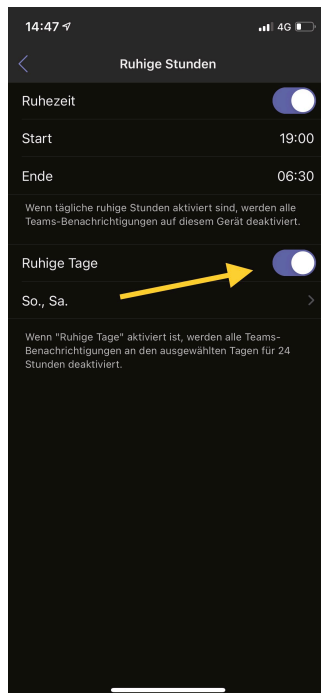 14:47
4G
Ruhige Stunden
Ruhezeit
Start 19:00
Ende 06:30
Wenn tägliche ruhige Stunden aktiviert sind, werden alle
Teams-Benachrichtigungen auf diesem Gerät deaktiviert.
Ruhige Tage
So., Sa.
Wenn "Ruhige Tage" aktiviert ist, werden alle Teams-
Benachrichtigungen an den ausgewählten Tagen für 24
Stunden deaktiviert.